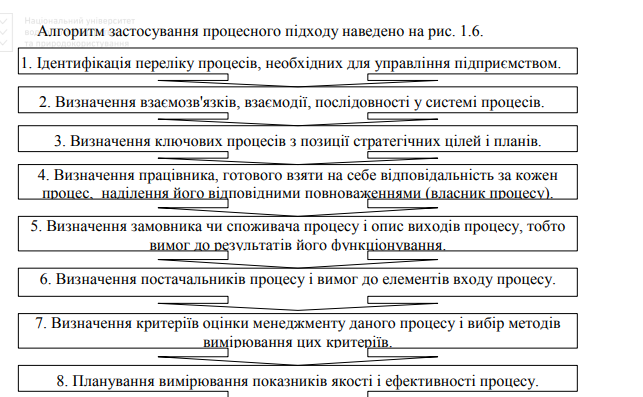 Національний університет
Алгоритм застосування процесного підходу наведено на рис. 1.6.
та природокористування
1. Ідентифікація переліку процесів, необхідних для управління підприємством.
2. Визначення взаємозв'язків, взаємодії, послідовності у системі процесів.
3. Визначення ключових процесів з позиції стратегічних цілей і планів.
4. Визначення працівника, готового взяти на себе відповідальність за кожен
процес, наділення його відповідними повноваженнями (власник процесу).
5. Визначення замовника чи споживача процесу і опис виходів процесу, тобто
вимог до результатів його функціонування.
6. Визначення постачальників процесу і вимог до елементів входу процесу.
7. Визначення критеріїв оцінки менеджменту даного процесу і вибір методів
вимірювання цих критеріїв.
8. Планування вимірювання показників якості і ефективності процесу.